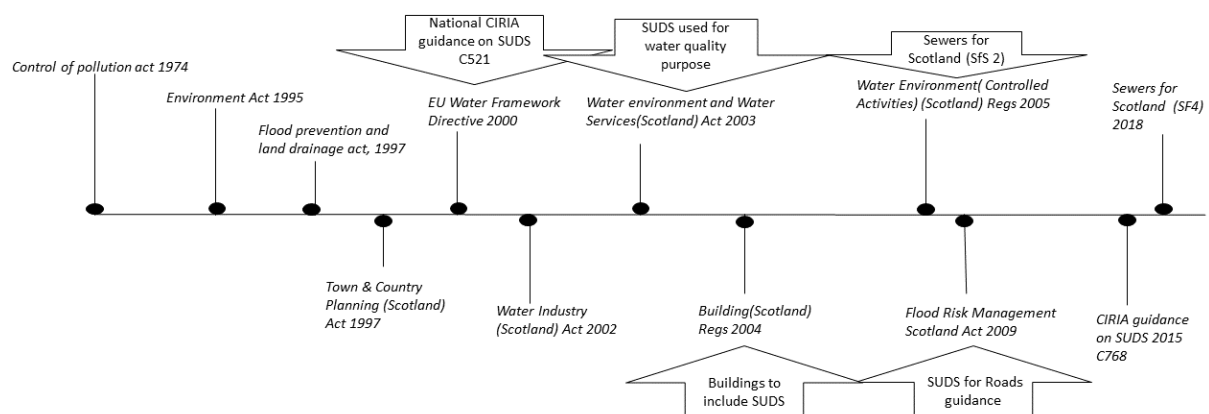 National CIRIA
guidance on SUDS
C521
SUDS used for
water quality
purpose
Sewers for
Scotland (SfS 2)
Control of pollution act 1974
Environment Act 1995
Flood prevention and
land drainage act, 1997
EU Water Framework
Directive 2000
Water environment and Water
Services(Scotland) Act 2003
Water Environment( Controlled
Activities) (Scotland) Regs 2005
Sewers for
Scotland (SF4)
2018
Town & Country
Planning (Scotland)
Act 1997
Water Industry
(Scotland) Act 2002
Building(Scotland)
Regs 2004
Flood Risk Management
Scotland Act 2009
CIRIA guidance
on SUDS 2015
C768
Buildings to
include SUDS
SUDS for Roads
guidance